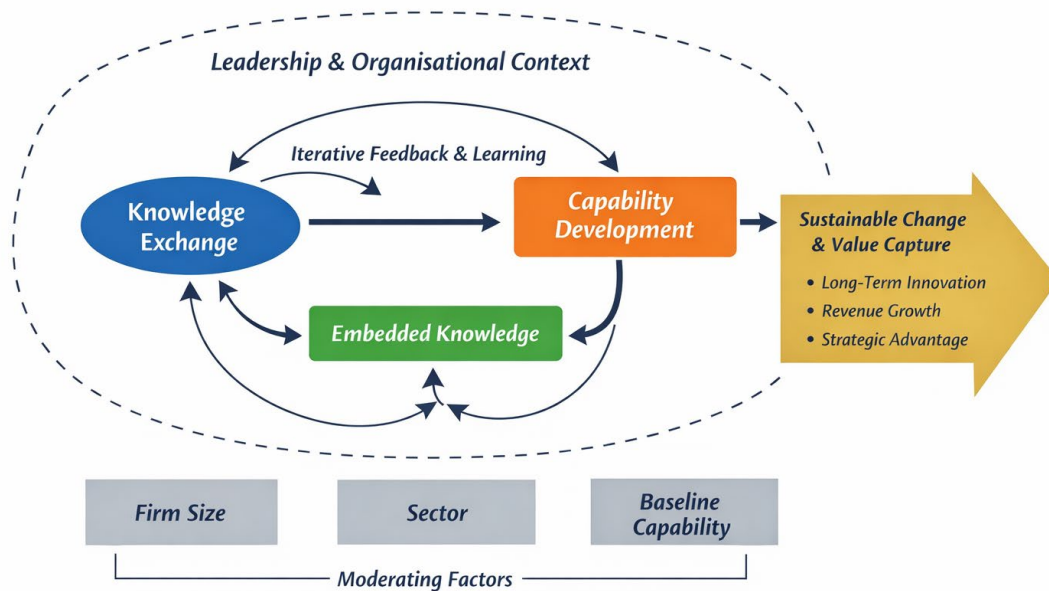 Leadership & Organisational Context
Iterative Feedback & Learning
Knowledge
Exchange
Capability
Development
Sustainable Change
& Value Capture
• Long-Term Innovation
• Revenue Growth
• Strategic Advantage
Embedded Knowledge
Firm Size
Sector
Baseline
Capability
Moderating Factors